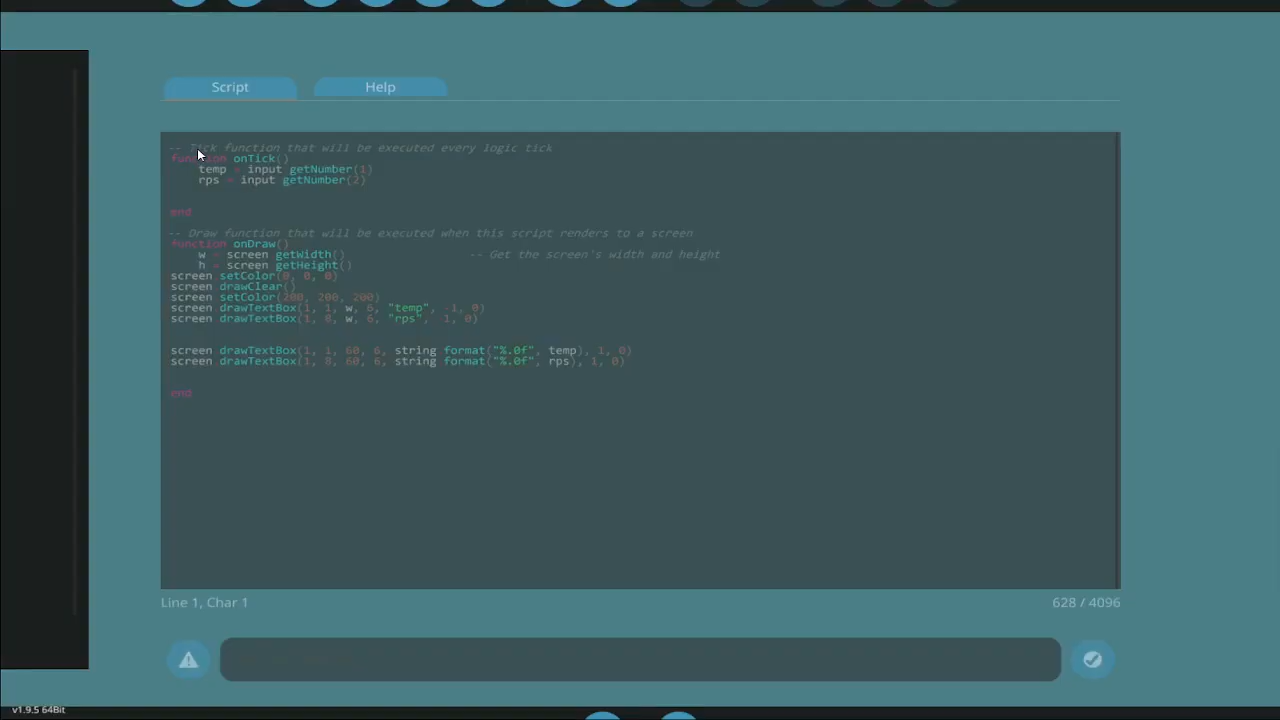 Script
Help
-- Tick function that will be executed every logic tick
function onTick()
temp = input getNumber(1)
rps = input getNumber(2)
end
-- Draw function that will be executed when this script renders to a screen
function onDraw()
w = screen getWidth() -- Get the screen's width and height
h = screen getHeight()
screen setColor(0, 0, 0)
screen drawClear()
screen setColor(200, 200, 200)
screen drawTextBox(1, 1, w, 6, "temp", -1, 0)
screen drawTextBox(1, 8, w, 6, "rps", -1, 0)
screen drawTextBox(1, 1, 60, 6, string format("%.0f", temp), 1, 0)
screen drawTextBox(1, 8, 60, 6, string format("%.0f", rps), 1, 0)
end
Line 1, Char 1
628 / 4096
v1.9.5 64Bit